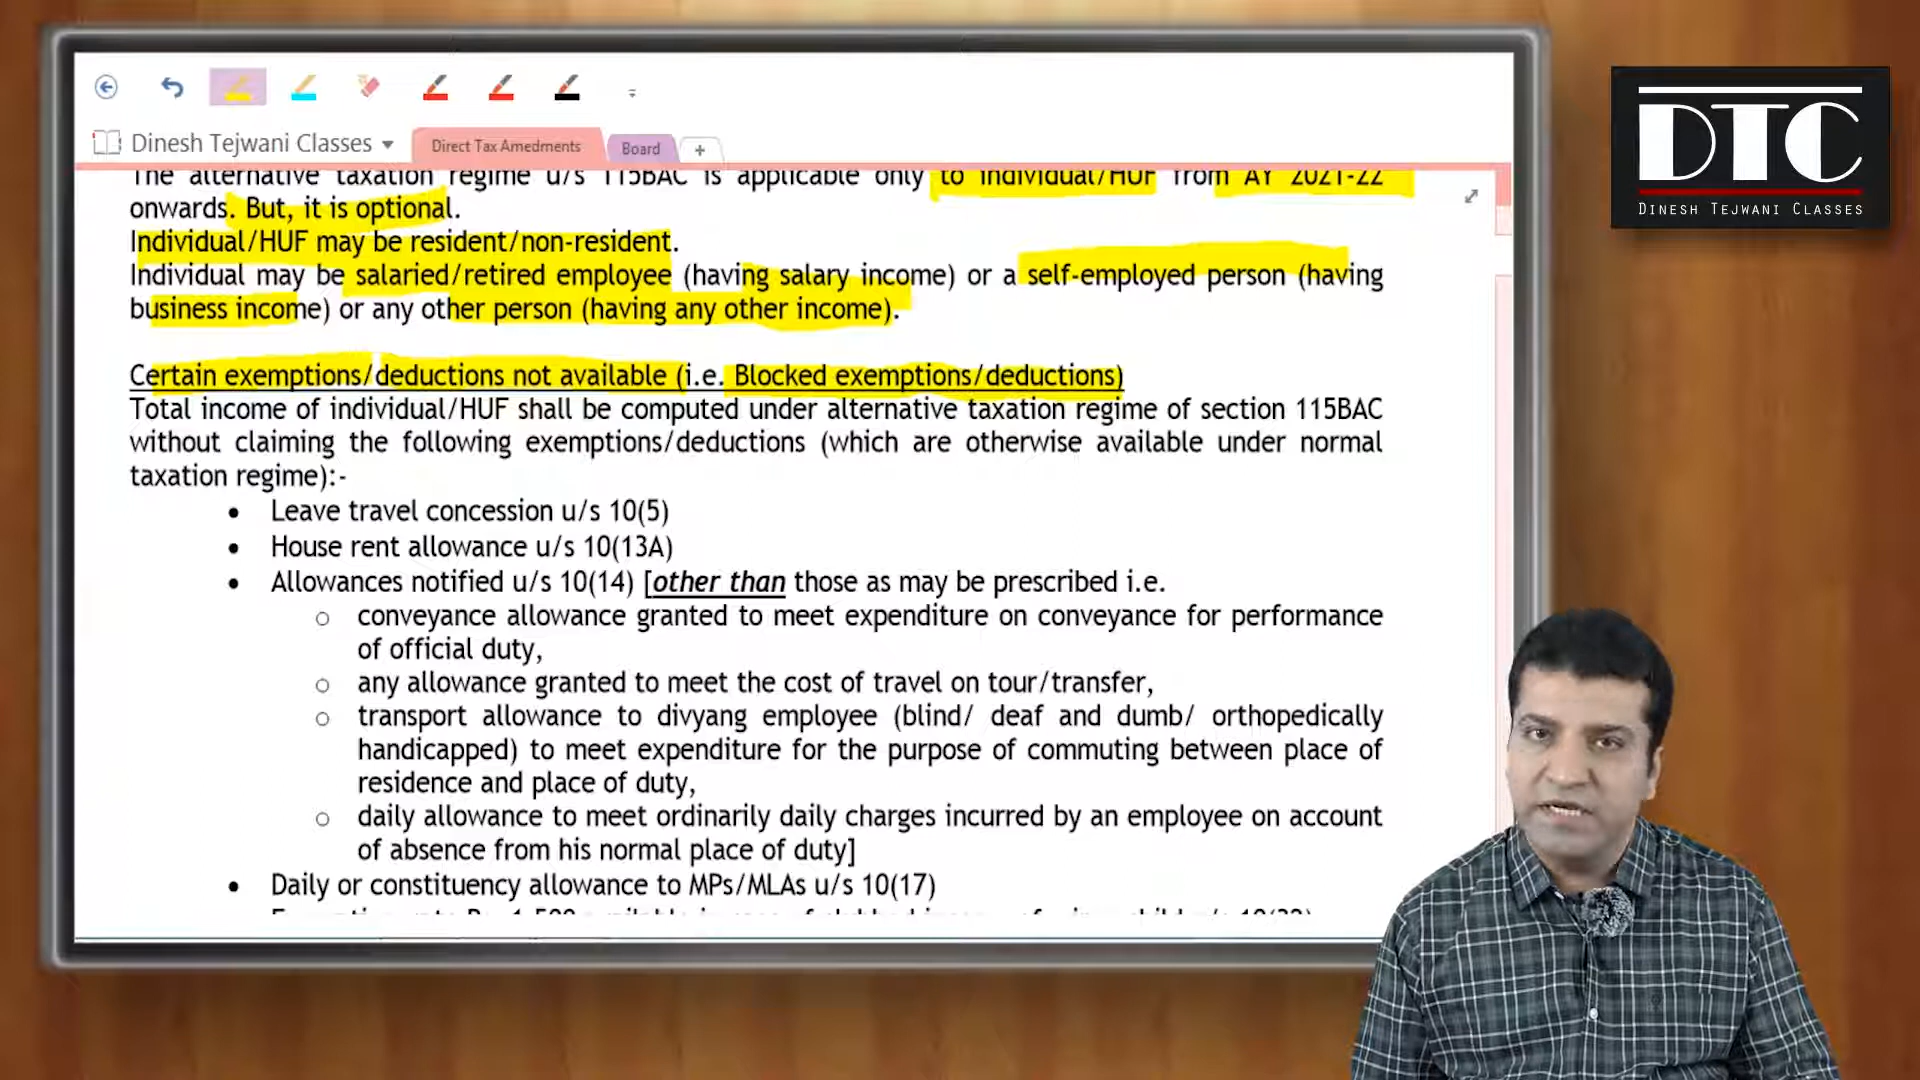 DTC
DINESH TEJWANI CLASSES
Dinesh Tejwani Classes
Direct Tax Amedments
Board
+
The alternative taxation regime u/s 115BAC is applicable only to individual/HUF from AY 2021-22
onwards. But, it is optional.
Individual/HUF may be resident/non-resident.
Individual may be salaried/retired employee (having salary income) or a self-employed person (having
business income) or any other person (having any other income).
Certain exemptions/deductions not available (i.e. Blocked exemptions/deductions)
Total income of individual/HUF shall be computed under alternative taxation regime of section 115BAC
without claiming the following exemptions/deductions (which are otherwise available under normal
taxation regime):-
• Leave travel concession u/s 10(5)
• House rent allowance u/s 10(13A)
• Allowances notified u/s 10(14) [other than those as may be prescribed i.e.
o conveyance allowance granted to meet expenditure on conveyance for performance
of official duty,
o any allowance granted to meet the cost of travel on tour/transfer,
o transport allowance to divyang employee (blind/ deaf and dumb/ orthopedically
handicapped) to meet expenditure for the purpose of commuting between place of
residence and place of duty,
o daily allowance to meet ordinarily daily charges incurred by an employee on account
of absence from his normal place of duty]
• Daily or constituency allowance to MPs/MLAs u/s 10(17)